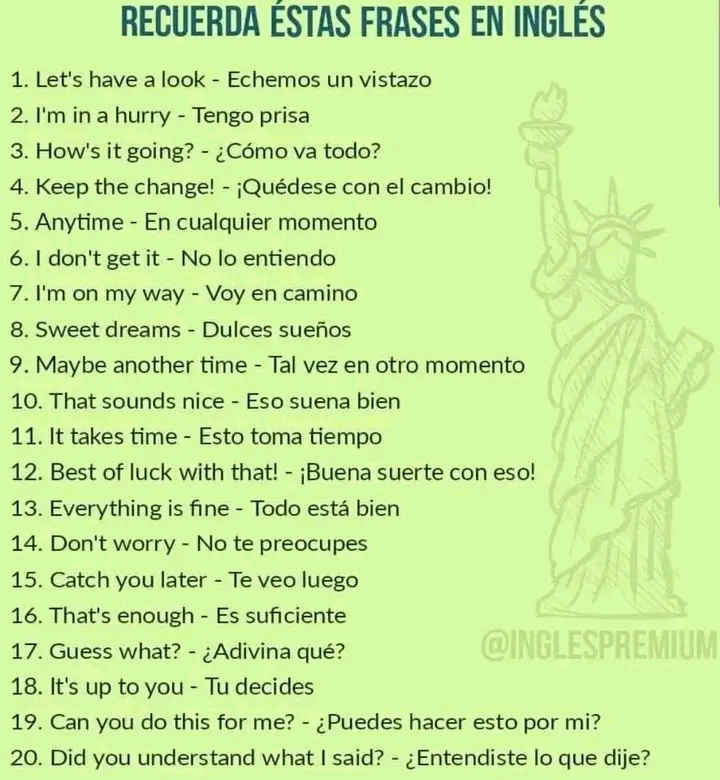 RECUERDA ÉSTAS FRASES EN INGLÉS
1. Let's have a look - Echemos un vistazo
2. I'm in a hurry - Tengo prisa
3. How's it going? - ¿Cómo va todo?
4. Keep the change! - ¡Quédese con el cambio!
5. Anytime - En cualquier momento
6. I don't get it - No lo entiendo
7. I'm on my way - Voy en camino
8. Sweet dreams - Dulces sueños
9. Maybe another time - Tal vez en otro momento
10. That sounds nice - Eso suena bien
11. It takes time - Esto toma tiempo
12. Best of luck with that! - ¡Buena suerte con eso!
13. Everything is fine - Todo está bien
14. Don't worry - No te preocupes
15. Catch you later - Te veo luego
16. That's enough - Es suficiente
17. Guess what? - ¿Adivina qué?
18. It's up to you - Tu decides
19. Can you do this for me? - ¿Puedes hacer esto por mi?
20. Did you understand what I said? - ¿Entendiste lo que dije?
@INGLESPREMIUM